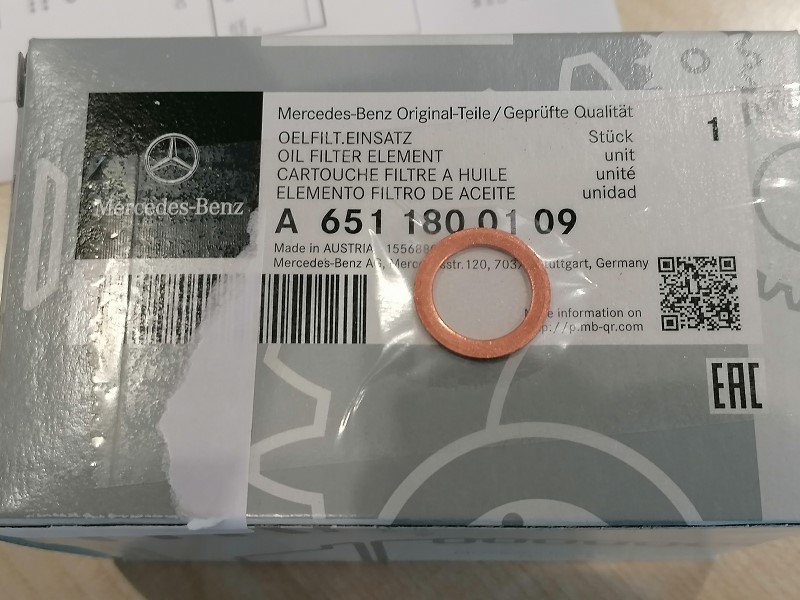 Mercedes-Benz
Mercedes-Benz Original-Teile/Geprüfte Qualität
OELFILT.EINSATZ Stück 1
OIL FILTER ELEMENT unit
CARTOUCHE FILTRE A HUILE unité
ELEMENTO FILTRO DE ACEITE unidad
A 651 180 01 09
Made in AUSTRIA
Mercedes-Benz AG, Germany
information on
p.mb-qr.com
EAC